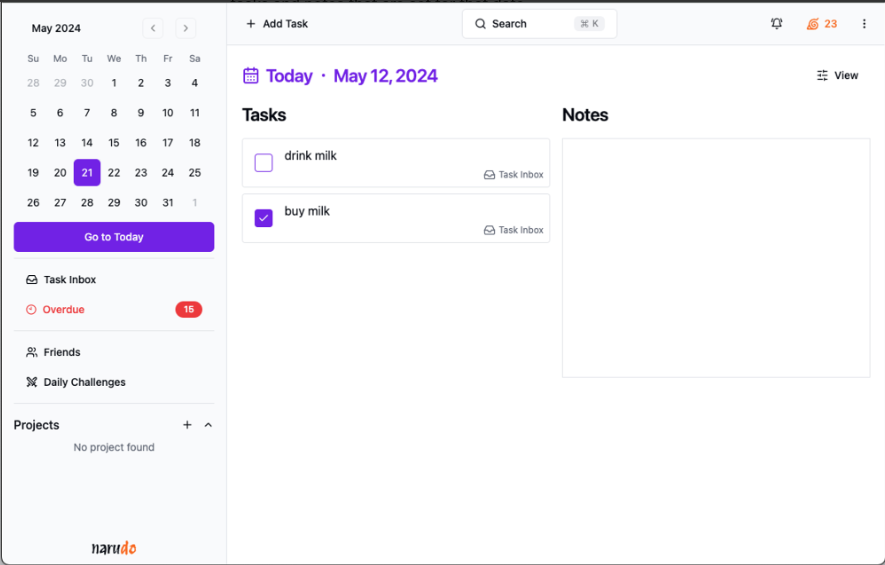 May 2024
Su Mo Tu We Th Fr Sa
28 29 30 1 2 3 4
5 6 7 8 9 10 11
12 13 14 15 16 17 18
19 20 21 22 23 24 25
26 27 28 29 30 31 1
Go to Today
Task Inbox
Overdue 15
Friends
Daily Challenges
Projects
No project found
narudo
Add Task
Search ⌘ K
23
Today · May 12, 2024
View
Tasks
drink milk
Task Inbox
buy milk
Task Inbox
Notes